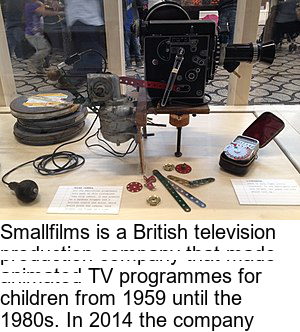 Smallfilms is a British television
production company that made
animated TV programmes for
children from 1959 until the
1980s. In 2014 the company